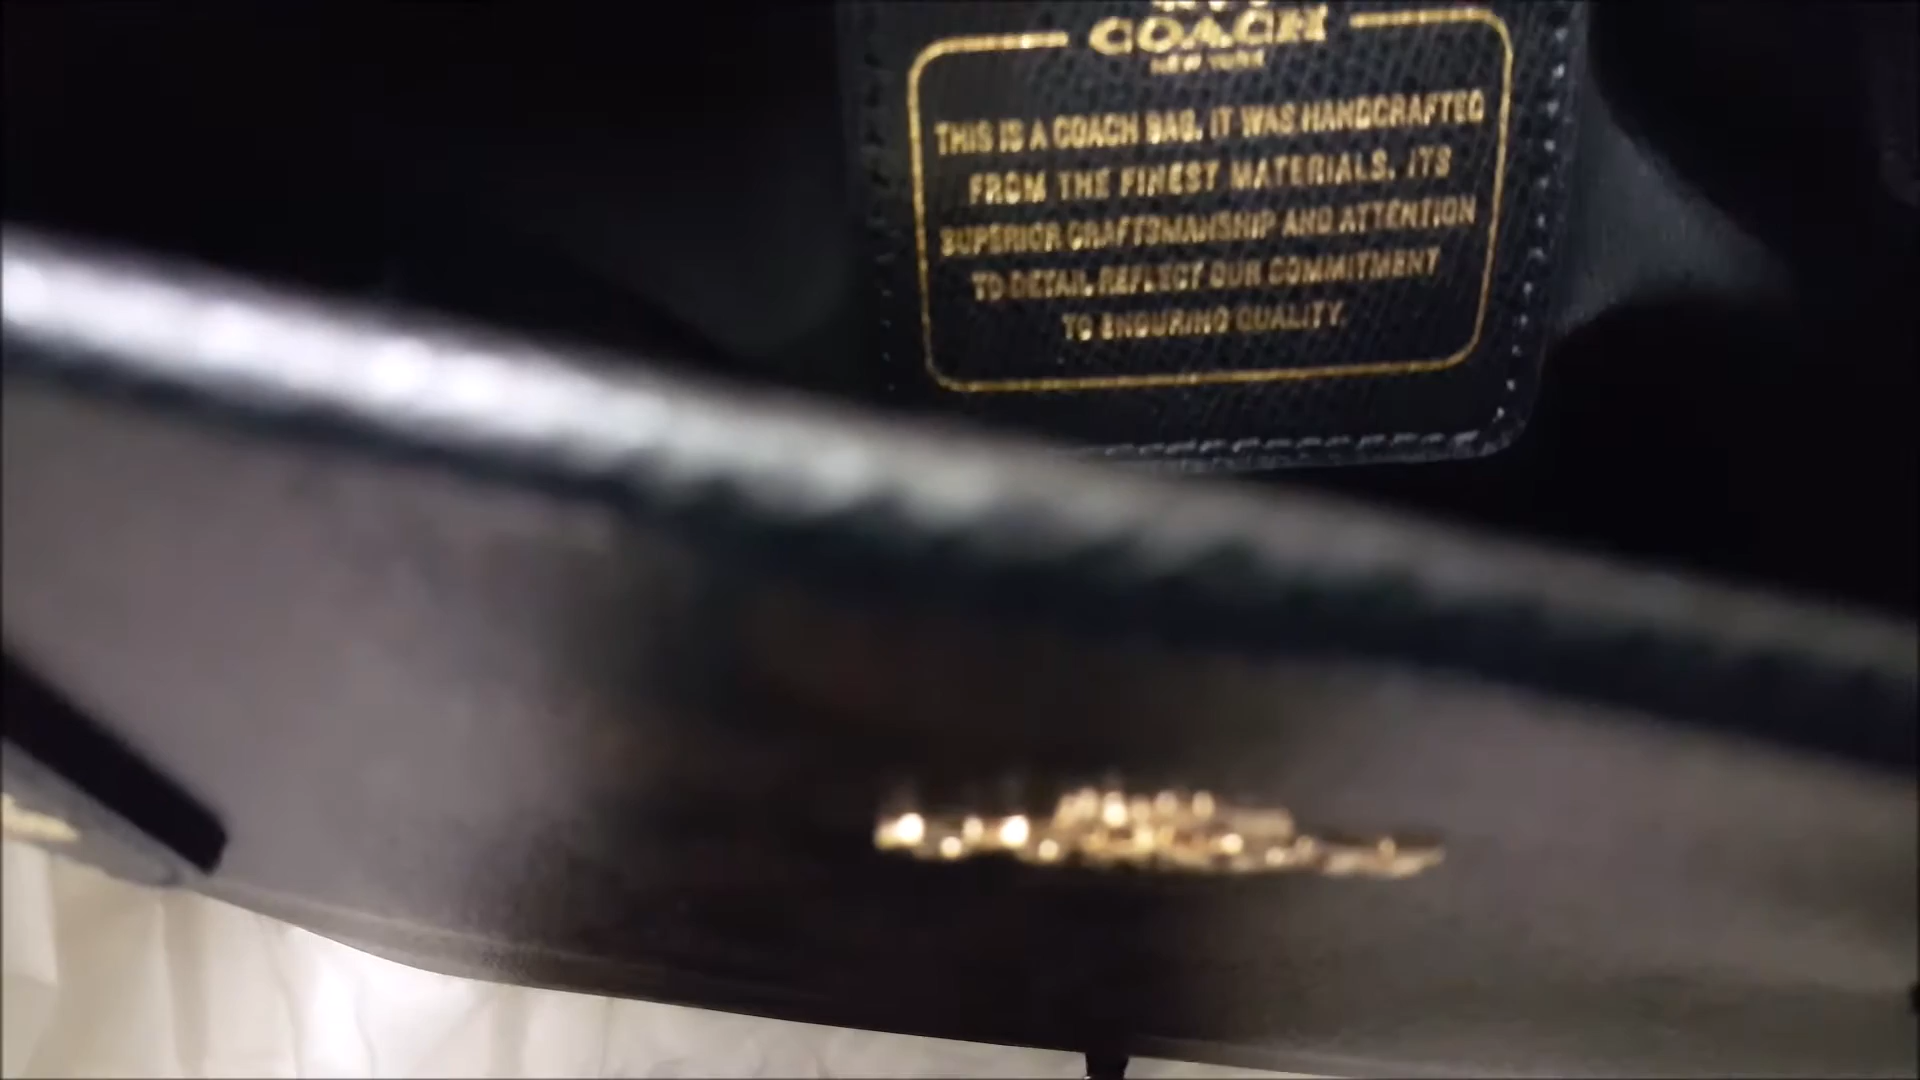 COACH
NEW YORK
THIS IS A COACH BAG. IT WAS HANDCRAFTED
FROM THE FINEST MATERIALS. ITS
SUPERIOR CRAFTSMANSHIP AND ATTENTION
TO DETAIL REFLECT OUR COMMITMENT
TO ENDURING QUALITY.